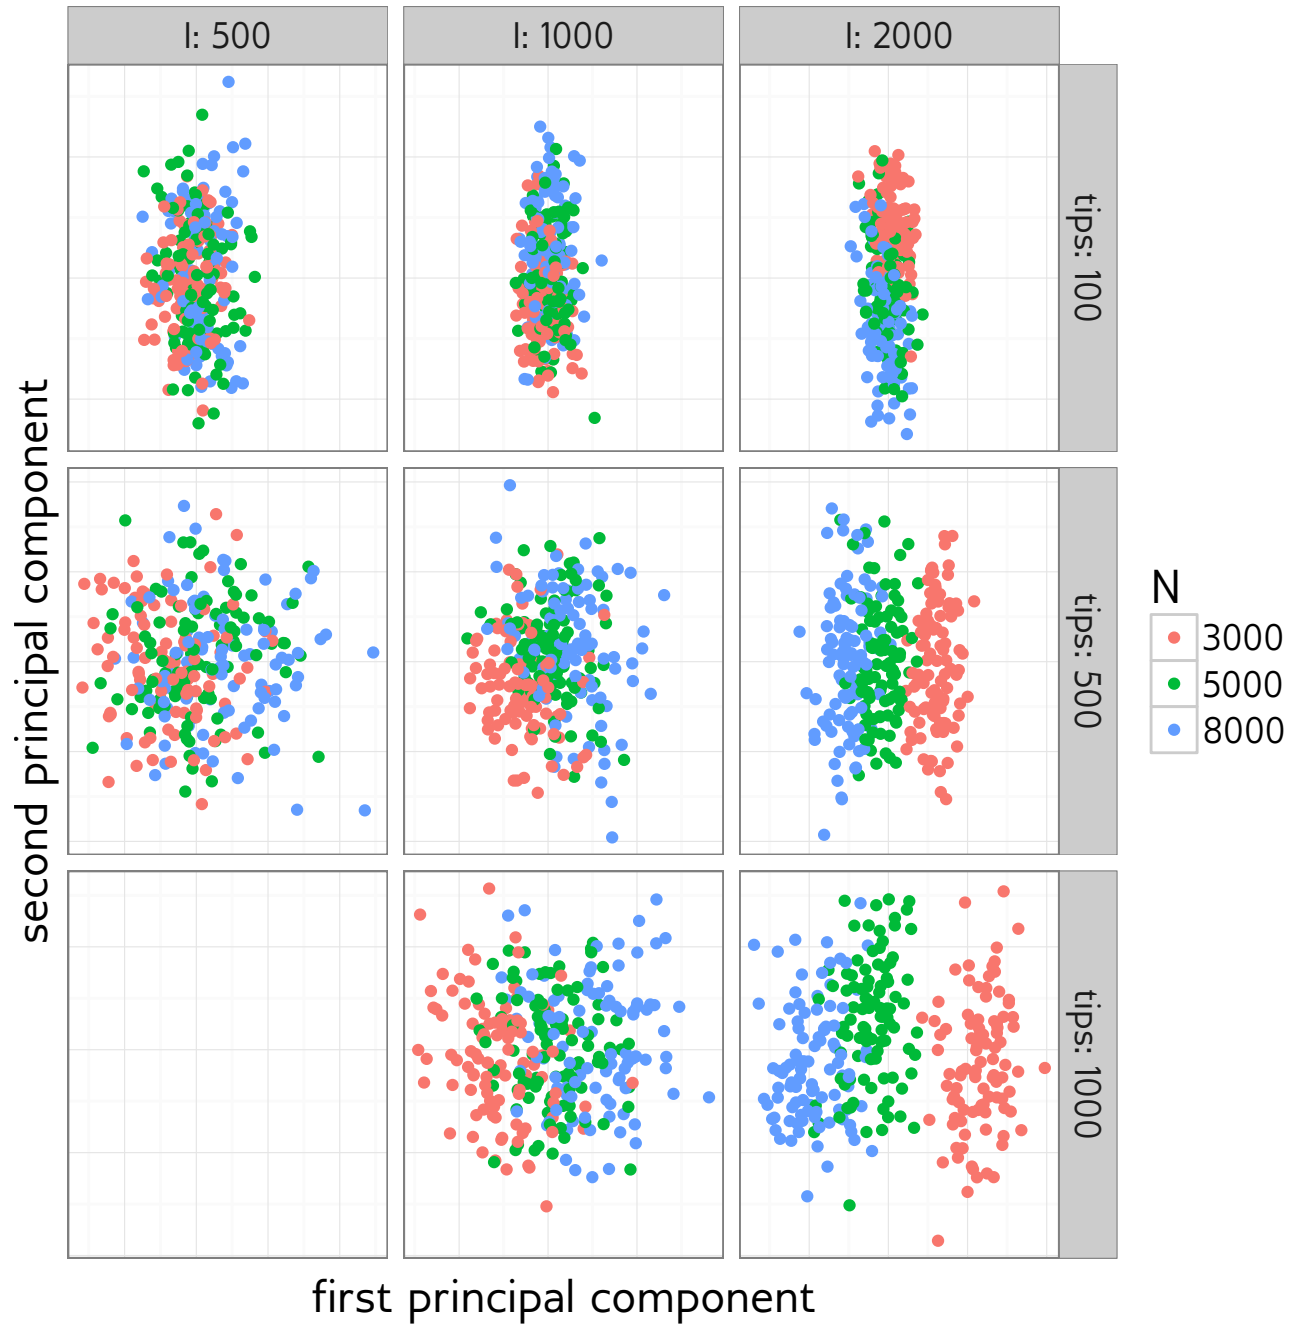 I: 500
I: 1000
I: 2000
tips: 100
tips: 500
tips: 1000
second principal component
first principal component
N
3000
5000
8000